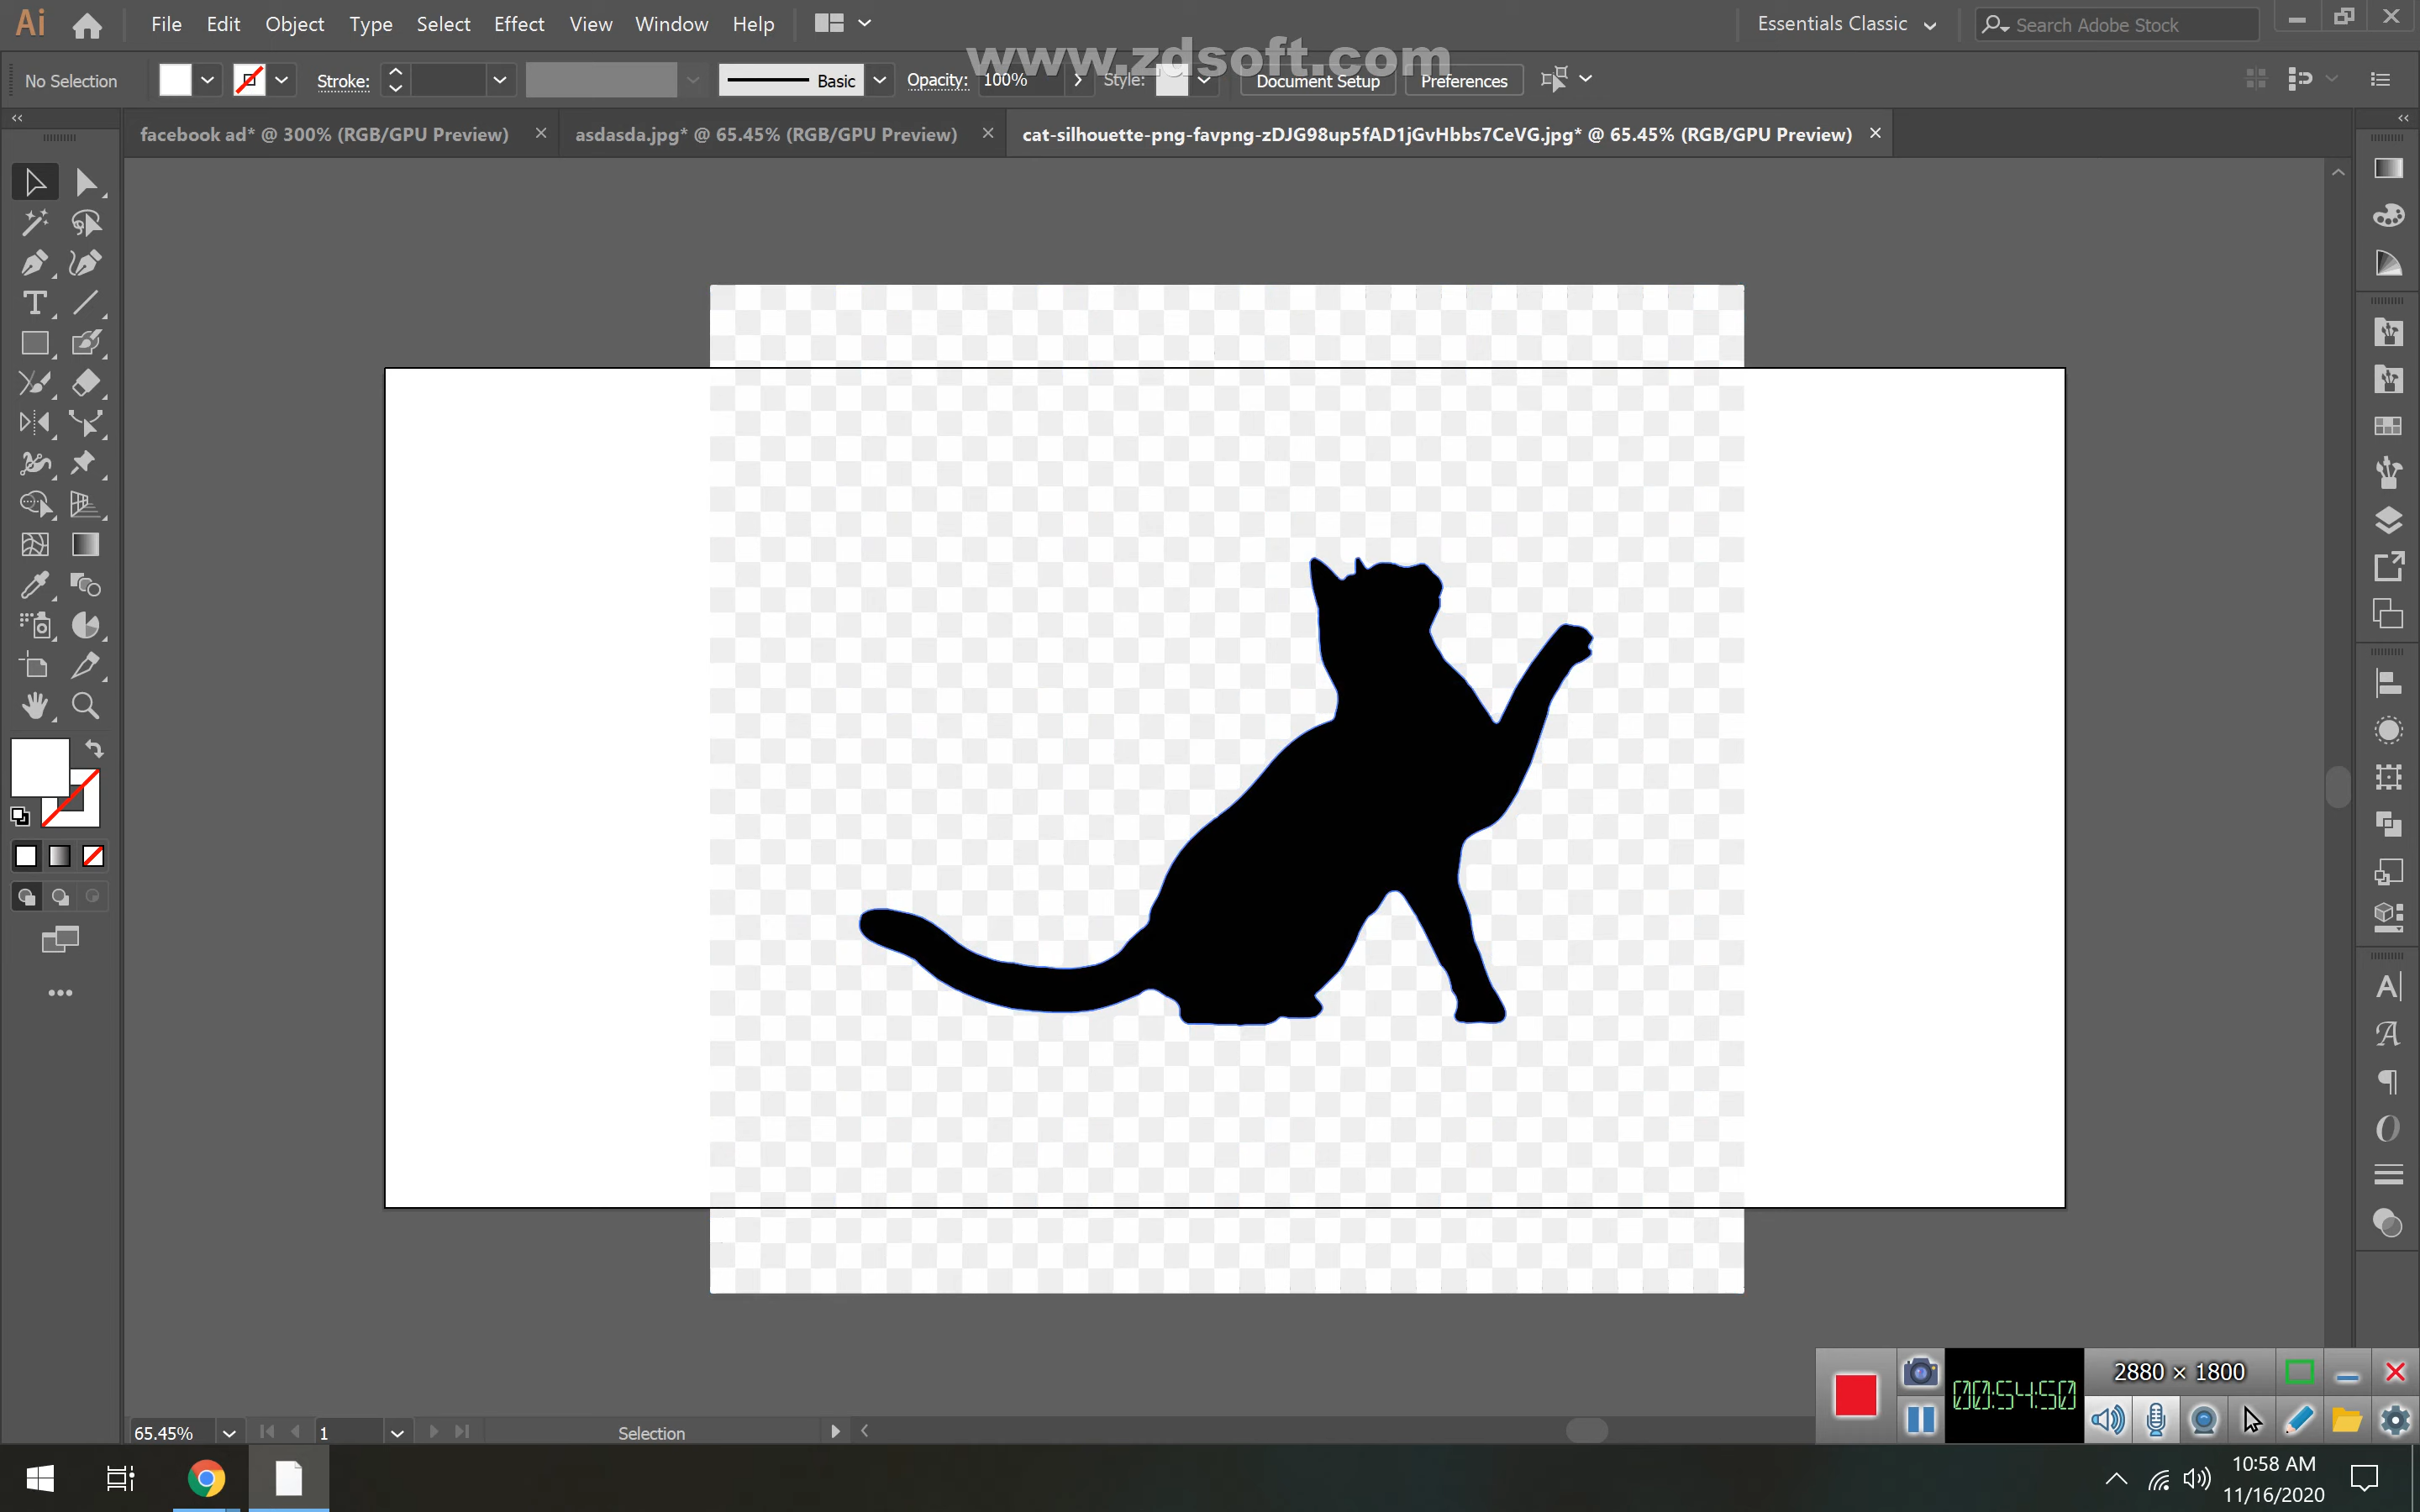 Ai File Edit Object Type Select Effect View Window Help Essentials Classic Search Adobe Stock
www.zdsoft.com
No Selection Stroke: Basic Opacity: 100% Style: Document Setup Preferences
facebook ad* @ 300% (RGB/GPU Preview) × asdasda.jpg* @ 65.45% (RGB/GPU Preview) × cat-silhouette-png-favpng-zDJG98up5fAD1jGvHbbs7CeVG.jpg* @ 65.45% (RGB/GPU Preview) ×
2880 × 1800
00:54:50
65.45% 1 Selection
10:58 AM
11/16/2020